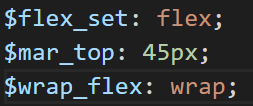 $flex_set: flex;
$mar_top: 45px;
$wrap_flex: wrap;